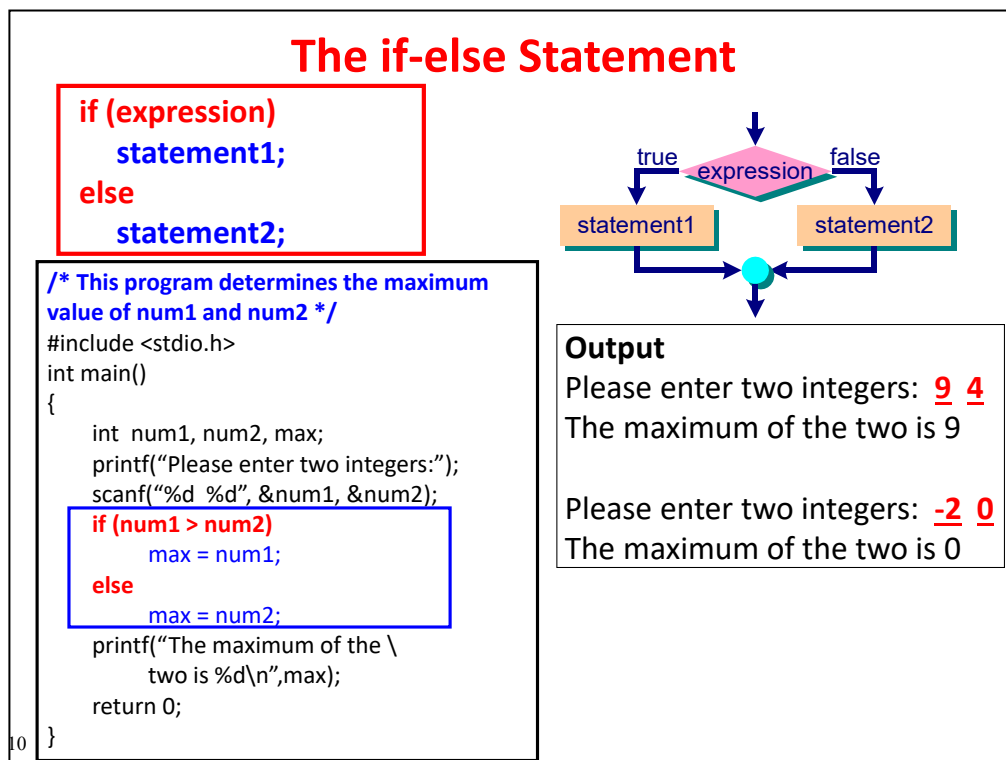 The if-else Statement
if (expression)
statement1;
else
statement2;
true
false
expression
statement1
statement2
/* This program determines the maximum
value of num1 and num2 */
#include <stdio.h>
int main()
{
int  num1, num2, max;
printf(“Please enter two integers:”);
scanf(“%d  %d”, &num1, &num2);
if (num1 > num2)
max = num1;
else
max = num2;
printf(“The maximum of the \
two is %d\n”,max);
return 0;
}
Output
Please enter two integers:  9  4
The maximum of the two is 9
Please enter two integers:  -2  0
The maximum of the two is 0
10